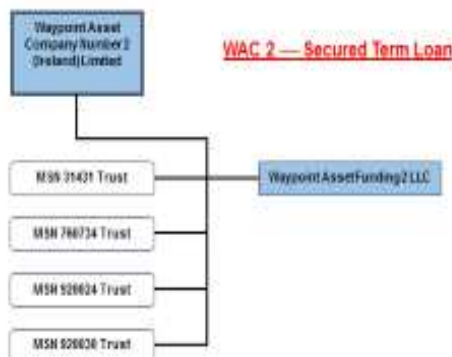 Waypoint Asset
Company Number 2
(Ireland) Limited
WAC 2 — Secured Term Loan
MSN 31431 Trust
Waypoint Asset Funding 2 LLC
MSN 760734 Trust
MSN 920024 Trust
MSN 920030 Trust